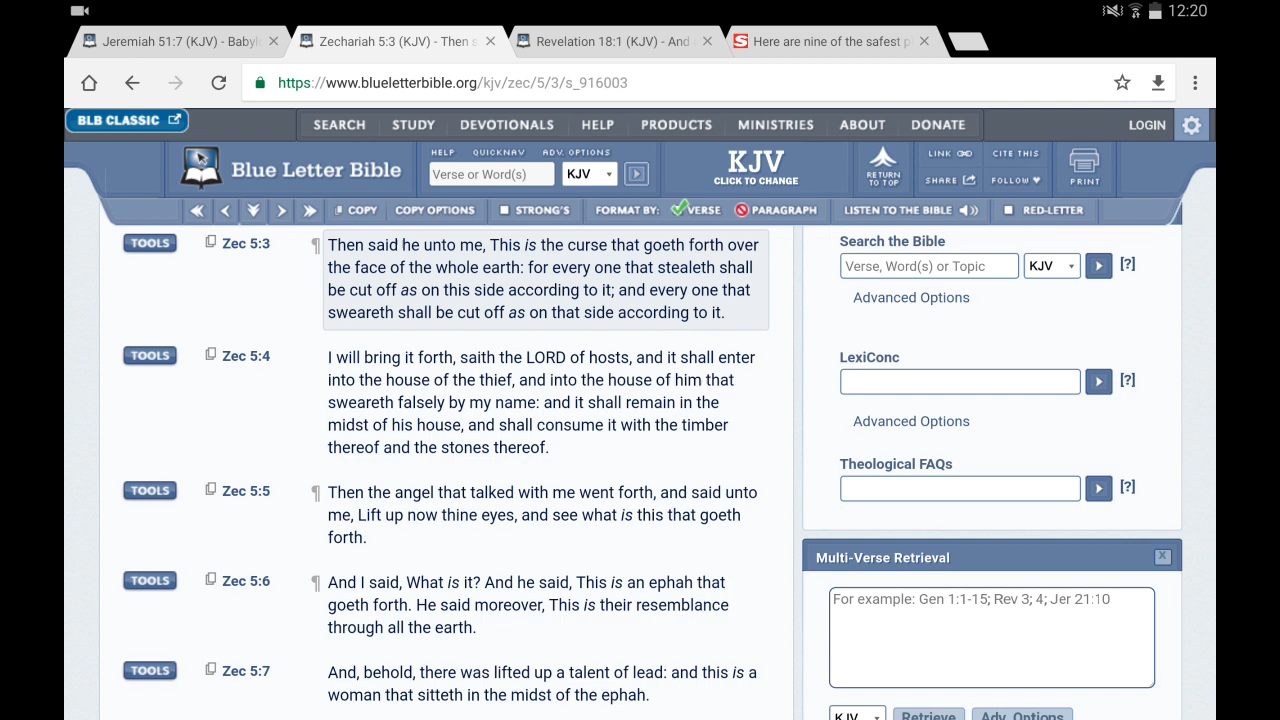 12:20
Jeremiah 51:7 (KJV) - Babyl
Zechariah 5:3 (KJV) - Then s
Revelation 18:1 (KJV) - And
Here are nine of the safest p
https://www.blueletterbible.org/kjv/zec/5/3/s_916003
BLB CLASSIC
SEARCH STUDY DEVOTIONALS HELP PRODUCTS MINISTRIES ABOUT DONATE LOGIN
Blue Letter Bible
HELP QUICKNAV ADV. OPTIONS
Verse or Word(s) KJV
KJV
CLICK TO CHANGE
RETURN
TO TOP
LINK CITE THIS
SHARE FOLLOW
PRINT
COPY COPY OPTIONS STRONG'S FORMAT BY: VERSE PARAGRAPH LISTEN TO THE BIBLE RED-LETTER
TOOLS Zec 5:3 ¶ Then said he unto me, This is the curse that goeth forth over
the face of the whole earth: for every one that stealeth shall
be cut off as on this side according to it; and every one that
sweareth shall be cut off as on that side according to it.
TOOLS Zec 5:4 I will bring it forth, saith the LORD of hosts, and it shall enter
into the house of the thief, and into the house of him that
sweareth falsely by my name: and it shall remain in the
midst of his house, and shall consume it with the timber
thereof and the stones thereof.
TOOLS Zec 5:5 ¶ Then the angel that talked with me went forth, and said unto
me, Lift up now thine eyes, and see what is this that goeth
forth.
TOOLS Zec 5:6 ¶ And I said, What is it? And he said, This is an ephah that
goeth forth. He said moreover, This is their resemblance
through all the earth.
TOOLS Zec 5:7 And, behold, there was lifted up a talent of lead: and this is a
woman that sitteth in the midst of the ephah.
Search the Bible
Verse, Word(s) or Topic KJV [?]
Advanced Options
LexiConc
[?]
Advanced Options
Theological FAQs
[?]
Multi-Verse Retrieval X
For example: Gen 1:1-15; Rev 3; 4; Jer 21:10
KJV Retrieve Adv. Options